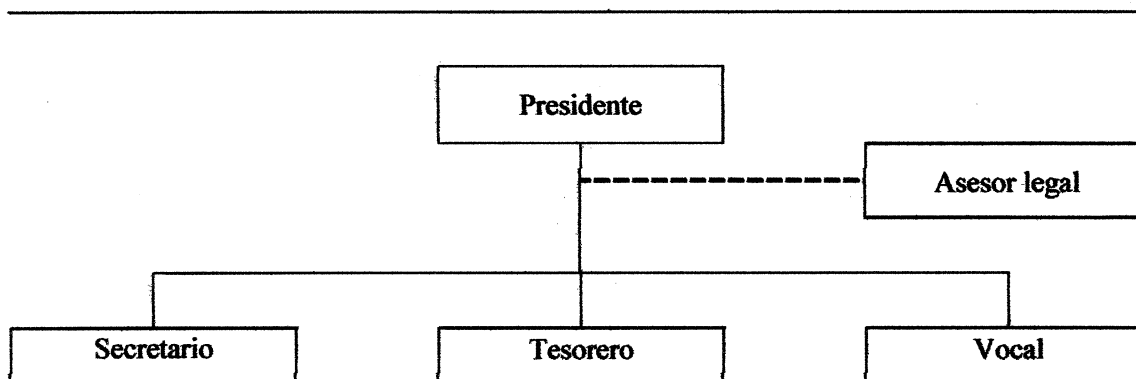 Presidente
Asesor legal
Secretario
Tesorero
Vocal